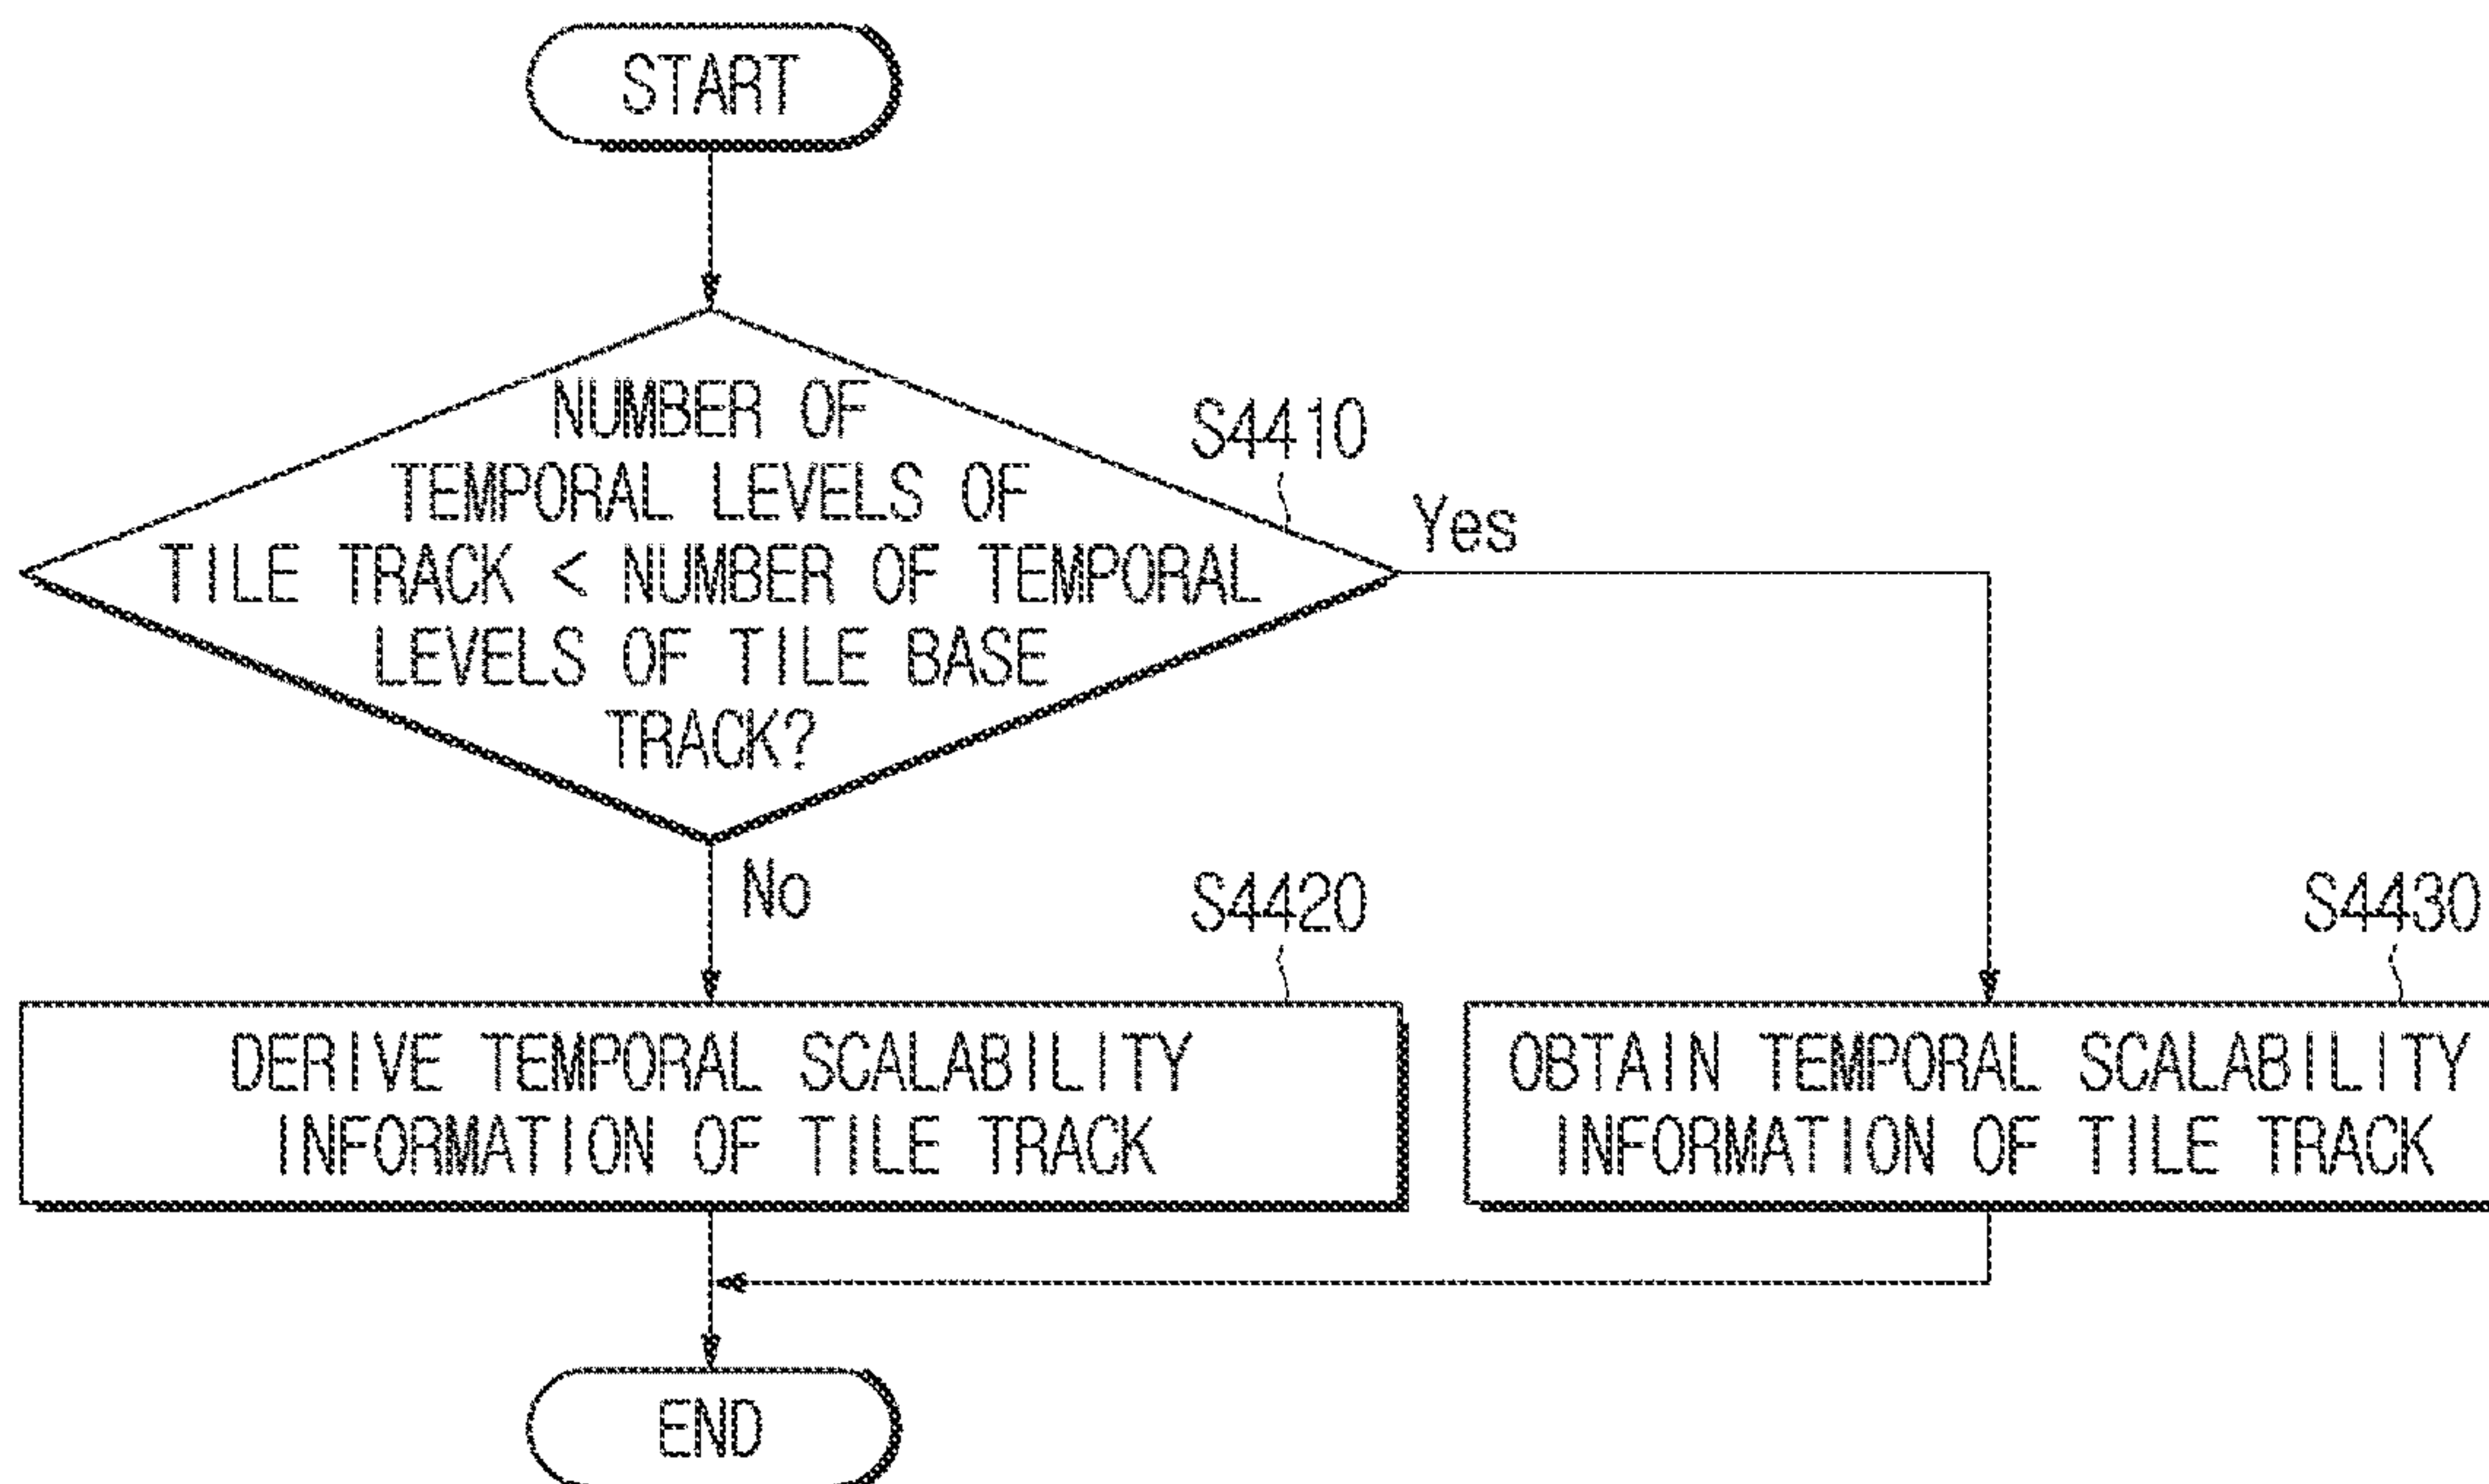 START
NUMBER OF
TEMPORAL LEVELS OF
TILE TRACK < NUMBER OF TEMPORAL
LEVELS OF TILE BASE
TRACK?
S4410
Yes
No
S4420
DERIVE TEMPORAL SCALABILITY
INFORMATION OF TILE TRACK
S4430
OBTAIN TEMPORAL SCALABILITY
INFORMATION OF TILE TRACK
END